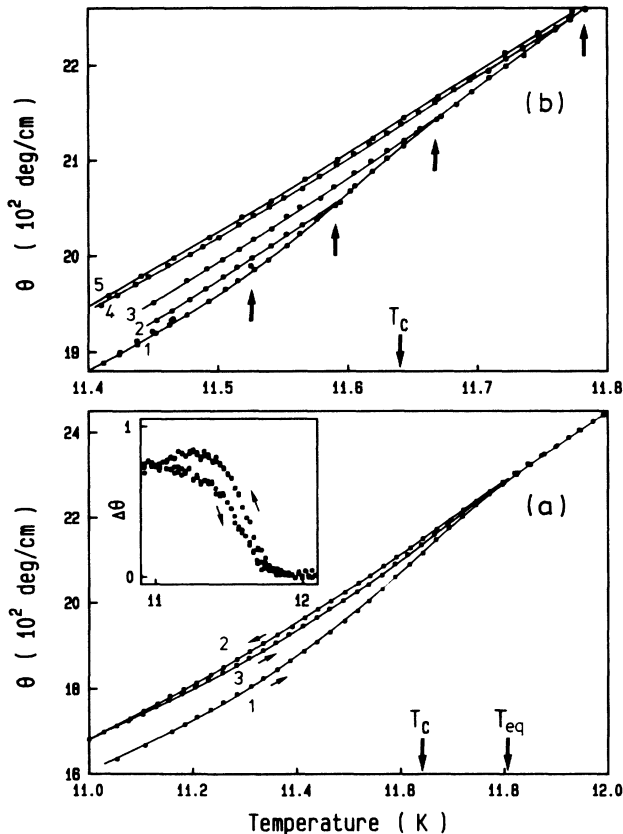 22
21
20
19
18
θ ( 10² deg/cm)
(b)
5
4
3
2
1
T_c
11.4 11.5 11.6 11.7 11.8
24
22
20
18
16
θ ( 10² deg/cm)
1
0
Δθ
11 12
(a)
2
3
1
T_c T_eq
11.0 11.2 11.4 11.6 11.8 12.0
Temperature ( K )